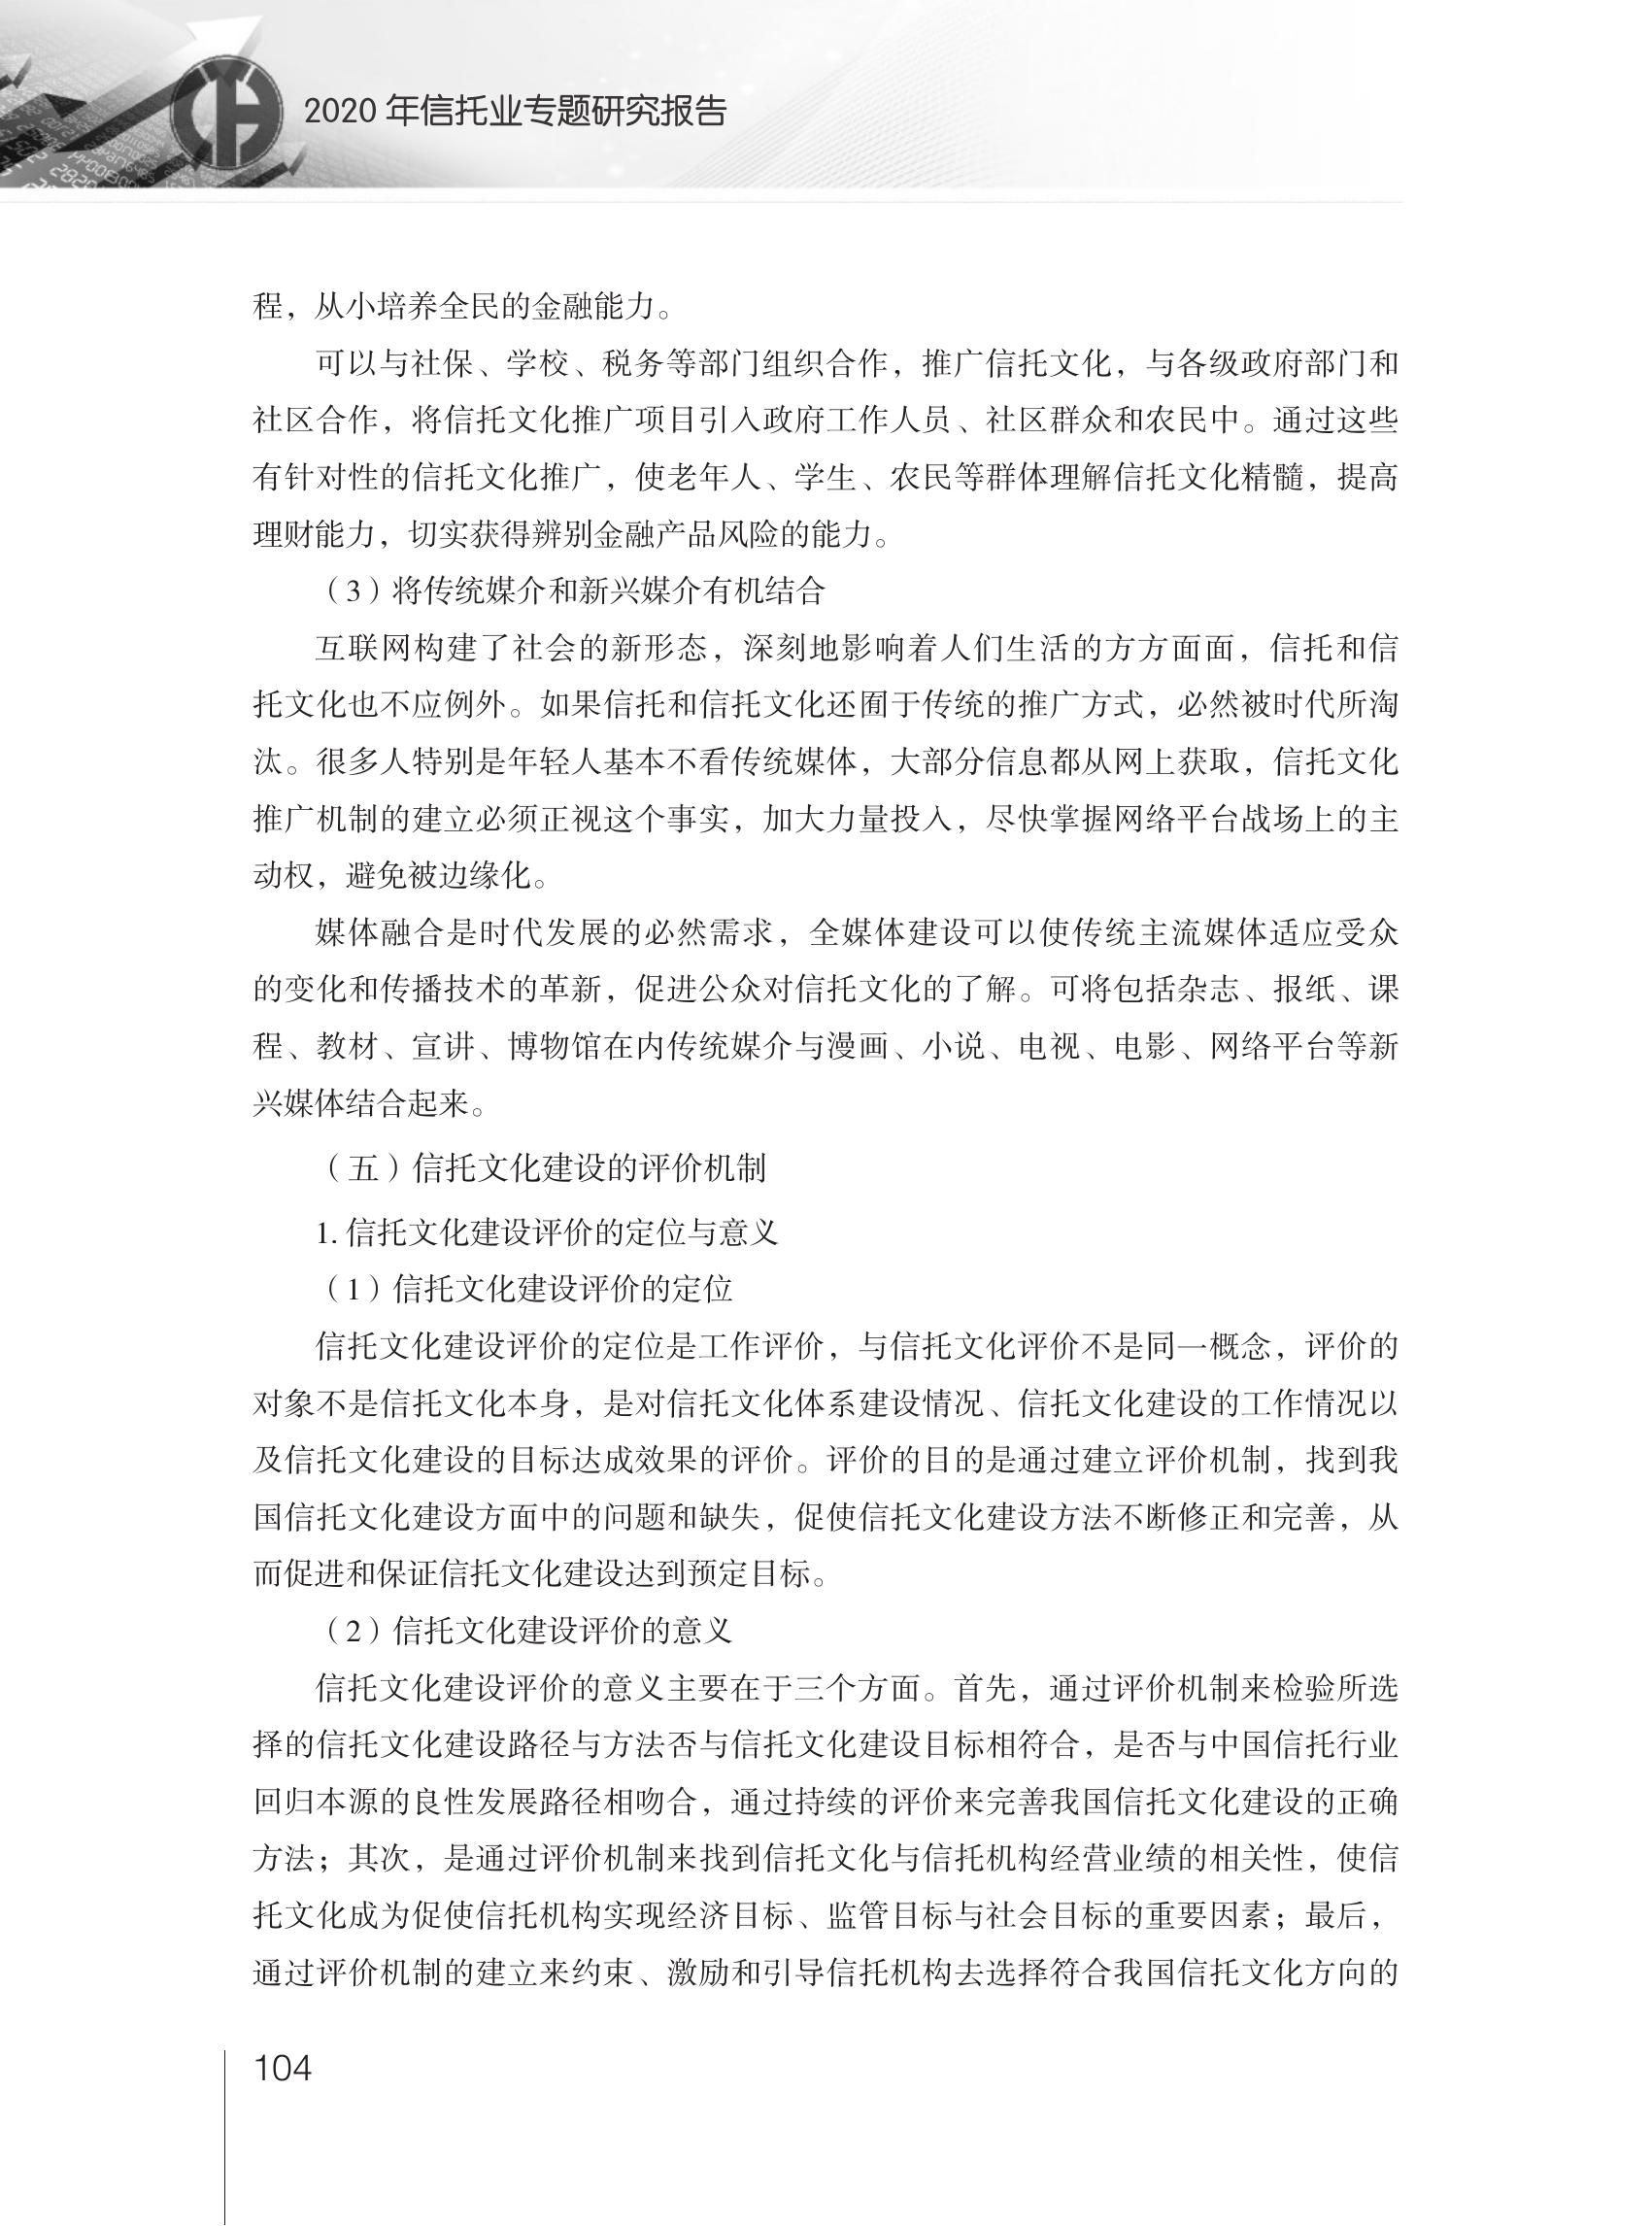 2020 年信托业专题研究报告
程，从小培养全民的金融能力。
可以与社保、学校、税务等部门组织合作，推广信托文化，与各级政府部门和
社区合作，将信托文化推广项目引入政府工作人员、社区群众和农民中。通过这些
有针对性的信托文化推广，使老年人、学生、农民等群体理解信托文化精髓，提高
理财能力，切实获得辨别金融产品风险的能力。
（3）将传统媒介和新兴媒介有机结合
互联网构建了社会的新形态，深刻地影响着人们生活的方方面面，信托和信
托文化也不应例外。如果信托和信托文化还囿于传统的推广方式，必然被时代所淘
汰。很多人特别是年轻人基本不看传统媒体，大部分信息都从网上获取，信托文化
推广机制的建立必须正视这个事实，加大力量投入，尽快掌握网络平台战场上的主
动权，避免被边缘化。
媒体融合是时代发展的必然需求，全媒体建设可以使传统主流媒体适应受众
的变化和传播技术的革新，促进公众对信托文化的了解。可将包括杂志、报纸、课
程、教材、宣讲、博物馆在内传统媒介与漫画、小说、电视、电影、网络平台等新
兴媒体结合起来。
（五）信托文化建设的评价机制
1. 信托文化建设评价的定位与意义
（1）信托文化建设评价的定位
信托文化建设评价的定位是工作评价，与信托文化评价不是同一概念，评价的
对象不是信托文化本身，是对信托文化体系建设情况、信托文化建设的工作情况以
及信托文化建设的目标达成效果的评价。评价的目的是通过建立评价机制，找到我
国信托文化建设方面中的问题和缺失，促使信托文化建设方法不断修正和完善，从
而促进和保证信托文化建设达到预定目标。
（2）信托文化建设评价的意义
信托文化建设评价的意义主要在于三个方面。首先，通过评价机制来检验所选
择的信托文化建设路径与方法否与信托文化建设目标相符合，是否与中国信托行业
回归本源的良性发展路径相吻合，通过持续的评价来完善我国信托文化建设的正确
方法；其次，是通过评价机制来找到信托文化与信托机构经营业绩的相关性，使信
托文化成为促使信托机构实现经济目标、监管目标与社会目标的重要因素；最后，
通过评价机制的建立来约束、激励和引导信托机构去选择符合我国信托文化方向的
104